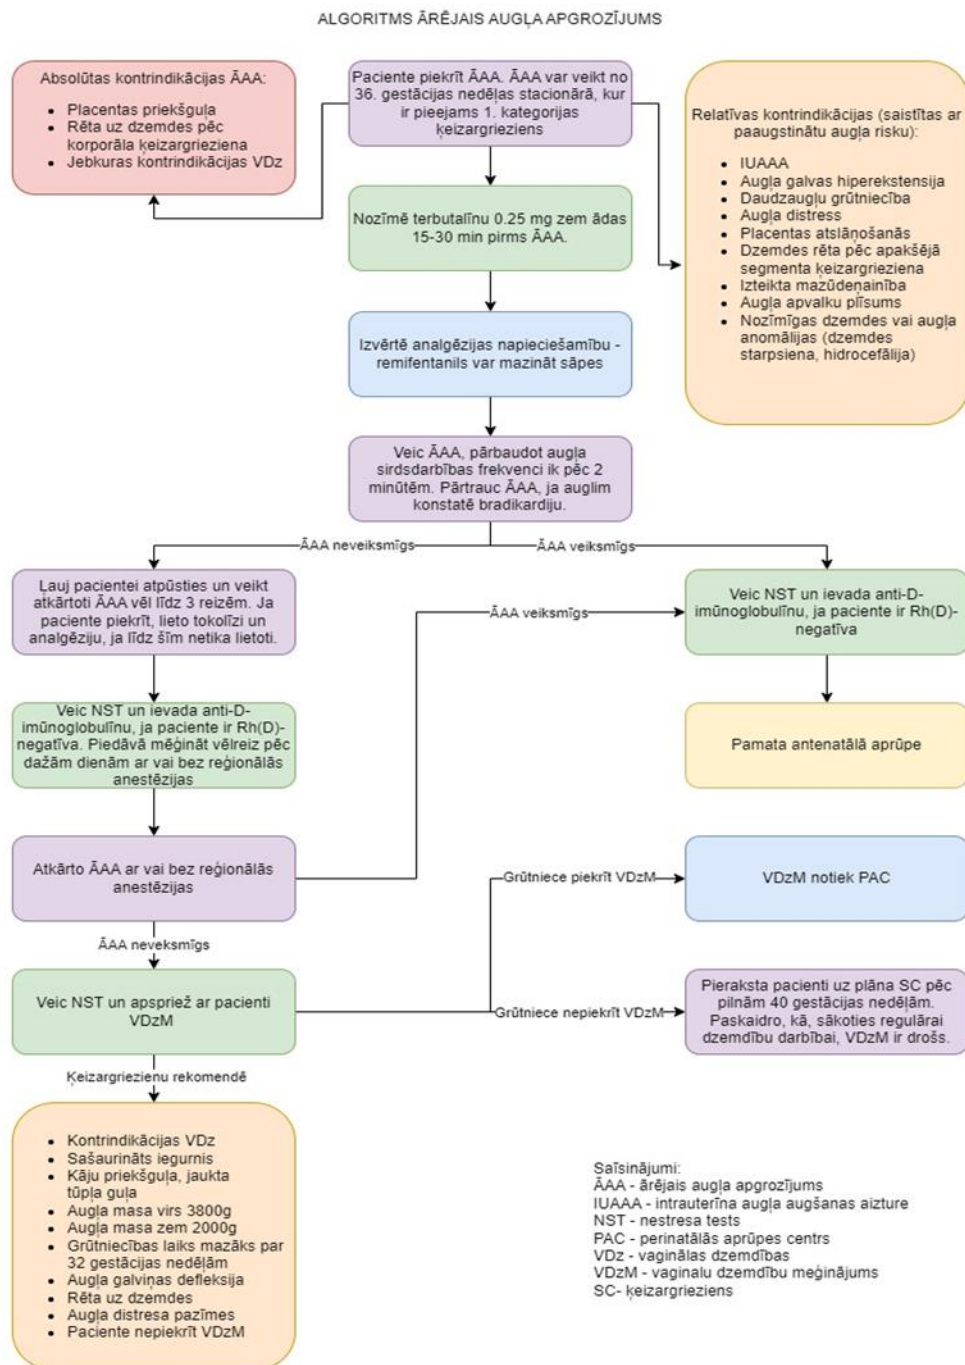 ALGORITMS ĀRĒJAIS AUGĻA APGROZĪJUMS
Absolūtas kontrindikācijas ĀAA:
• Placentas priekšguļa
• Rēta uz dzemdes pēc
korporāla ķeizargrieziena
• Jebkuras kontrindikācijas VDz
Paciente piekrīt ĀAA. ĀAA var veikt no
36. gestācijas nedēļas stacionārā, kur
ir pieejams 1. kategorijas
ķeizargrieziens
Relatīvas kontrindikācijas (saistītas ar
paaugstinātu augļa risku):
• IUAAA
• Augļa galvas hiperekstensija
• Daudzaugļu grūtniecība
• Augļa distress
• Placentas atslāņošanās
• Dzemdes rēta pēc apakšējā
segmenta ķeizargrieziena
• Izteikta mazūdeņainība
• Augļa apvalku plīsums
• Nozīmīgas dzemdes vai augļa
anomālijas (dzemdes
starpsiena, hidrocefālija)
Nozīmē terbutalīnu 0.25 mg zem ādas
15-30 min pirms ĀAA.
Izvērtē analgēzijas napieciešamību -
remifentanils var mazināt sāpes
Veic ĀAA, pārbaudot augļa
sirdsdarbības frekvenci ik pēc 2
minūtēm. Pārtrauc ĀAA, ja auglim
konstatē bradikardiju.
ĀAA neveiksmīgs
ĀAA veiksmīgs
Ļauj pacientei atpūsties un veikt
atkārtoti ĀAA vēl līdz 3 reizēm. Ja
paciente piekrīt, lieto tokolīzi un
analgēziju, ja līdz šīm netika lietoti.
ĀAA veiksmīgs
Veic NST un ievada anti-D-
imūnoglobulīnu, ja paciente ir Rh(D)-
negatīva
Veic NST un ievada anti-D-
imūnoglobulīnu, ja paciente ir Rh(D)-
negatīva. Piedāvā mēģināt vēlreiz pēc
dažām dienām ar vai bez reģionālās
anestēzijas
Pamata antenatālā aprūpe
Atkārto ĀAA ar vai bez reģionālās
anestēzijas
Grūtniece piekrīt VDzM
VDzM notiek PAC
ĀAA neveksmīgs
Veic NST un apspriež ar pacienti
VDzM
Grūtniece nepiekrīt VDzM
Pieraksta pacienti uz plāna SC pēc
pilnām 40 gestācijas nedēļām.
Paskaidro, kā, sākoties regulārai
dzemdību darbībai, VDzM ir drošs.
Ķeizargriezienu rekomendē
• Kontrindikācijas VDz
• Sašaurināts iegurnis
• Kāju priekšguļa, jaukta
tūpļa guļa
• Augļa masa virs 3800g
• Augļa masa zem 2000g
• Grūtniecības laiks mazāks par
32 gestācijas nedēļām
• Augļa galviņas defleksija
• Rēta uz dzemdes
• Augļa distresa pazīmes
• Paciente nepiekrīt VDzM
Saīsinājumi:
ĀAA - ārējais augļa apgrozījums
IUAAA - intrauterīna augļa augšanas aizture
NST - nestresa tests
PAC - perinatālās aprūpes centrs
VDz - vaginālas dzemdības
VDzM - vaginalu dzemdību meģinājums
SC- ķeizargrieziens